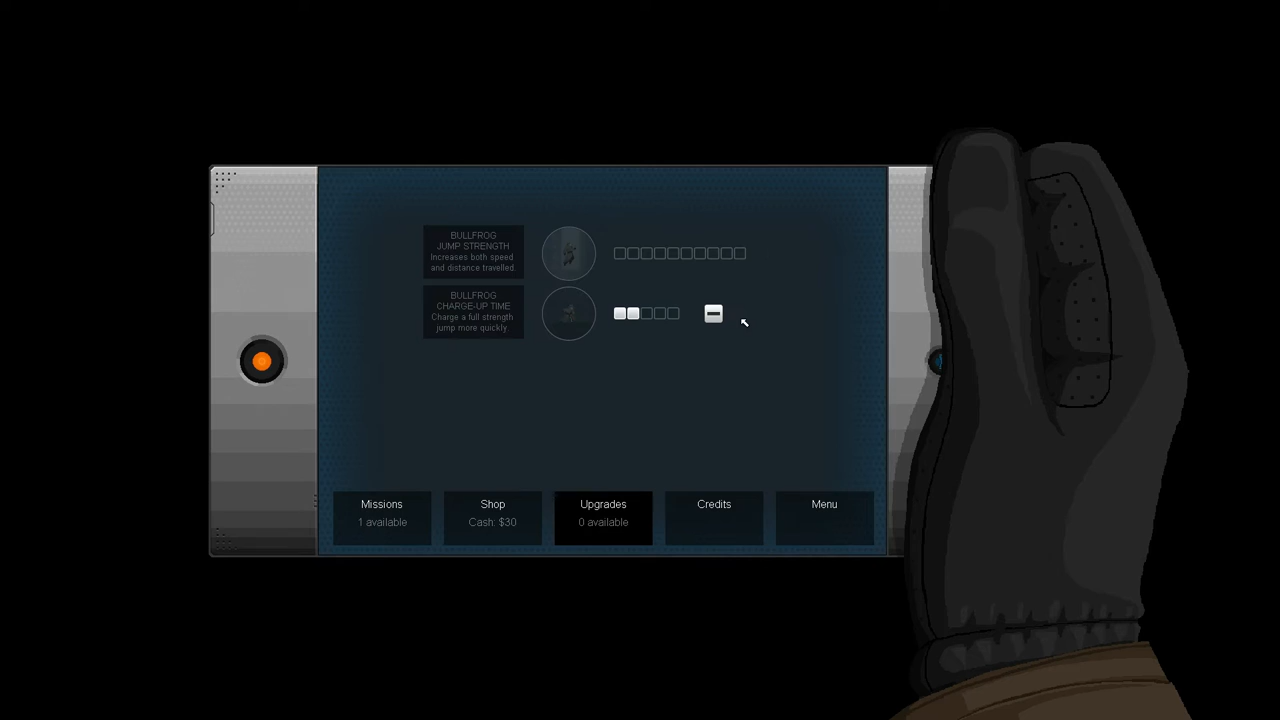 BULLFROG
JUMP STRENGTH
Increases both speed
and distance travelled.
BULLFROG
CHARGE-UP TIME
Charge a full strength
jump more quickly.
Missions
1 available
Shop
Cash: $30
Upgrades
0 available
Credits
Menu